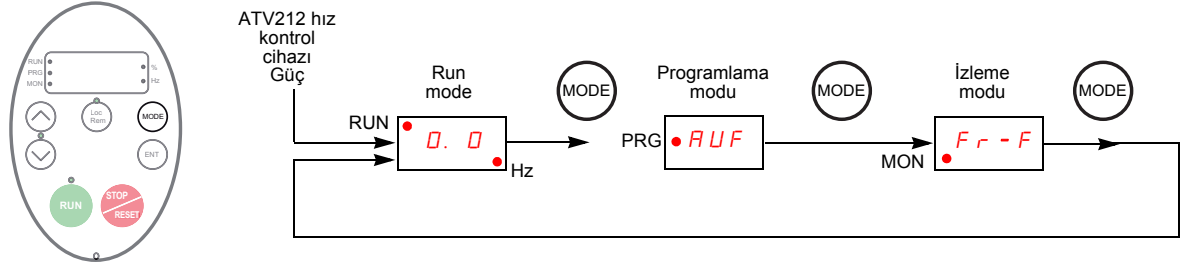 RUN
PRG
MON
%
Hz
Loc
Rem
MODE
ENT
RUN
STOP
RESET
ATV212 hız
kontrol
cihazı
Güç
Run
mode
RUN
0. 0
Hz
MODE
Programlama
modu
PRG
AUF
MODE
İzleme
modu
Fr-F
MON
MODE